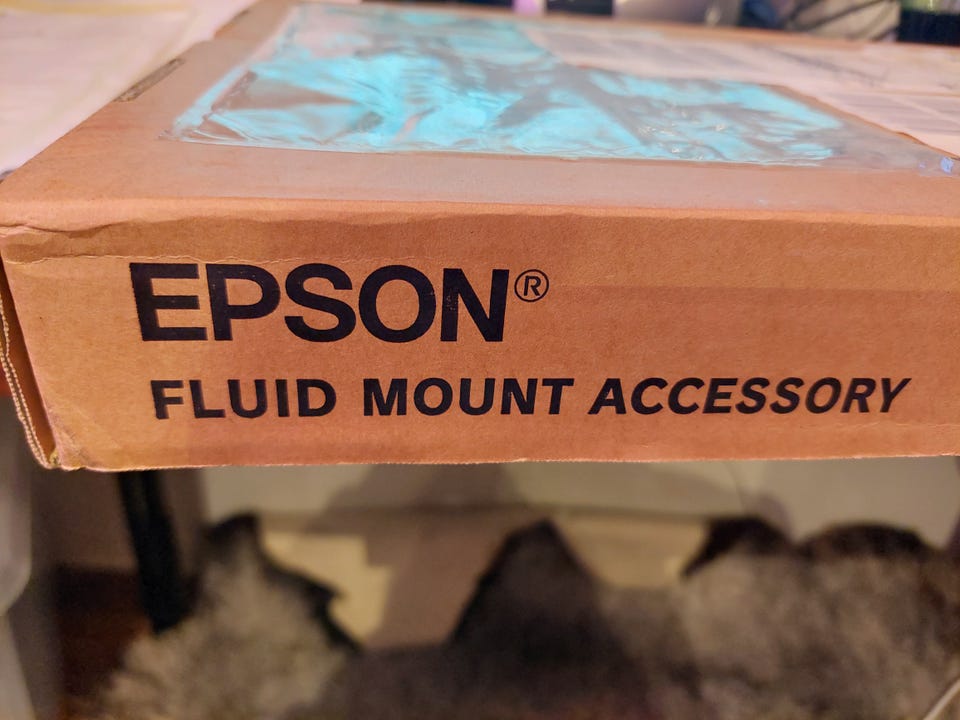 EPSON®
FLUID MOUNT ACCESSORY